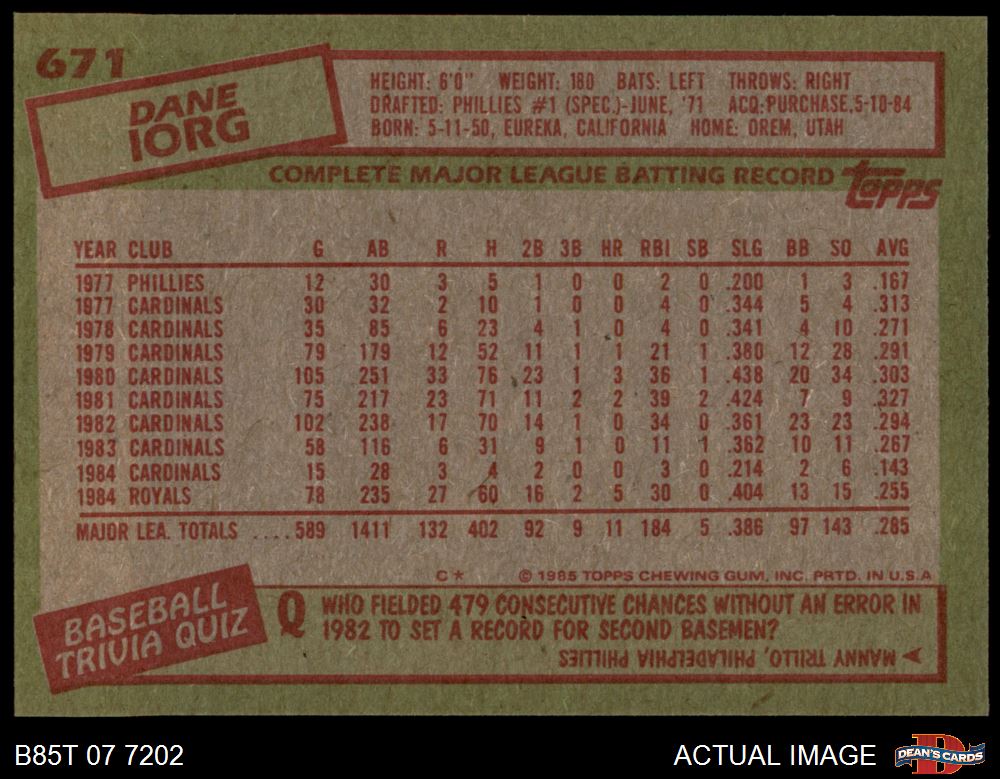 671
DANE
IORG
HEIGHT: 6'0" WEIGHT: 180 BATS: LEFT THROWS: RIGHT
DRAFTED: PHILLIES #1 (SPEC.)-JUNE, '71 ACQ:PURCHASE,5-10-84
BORN: 5-11-50, EUREKA, CALIFORNIA HOME: OREM, UTAH
COMPLETE MAJOR LEAGUE BATTING RECORD
TOPPS
YEAR CLUB G AB R H 2B 3B HR RBI SB SLG BB SO AVG
1977 PHILLIES 12 30 3 5 1 0 0 2 0 .200 1 3 .167
1977 CARDINALS 30 32 2 10 1 0 0 4 0 .344 5 4 .313
1978 CARDINALS 35 85 6 23 4 1 0 4 0 .341 4 10 .271
1979 CARDINALS 79 179 12 52 11 1 1 21 1 .380 12 28 .291
1980 CARDINALS 105 251 33 76 23 1 3 36 1 .438 20 34 .303
1981 CARDINALS 75 217 23 71 11 2 2 39 2 .424 7 9 .327
1982 CARDINALS 102 238 17 70 14 1 0 34 0 .361 23 23 .294
1983 CARDINALS 58 116 6 31 9 1 0 11 1 .362 10 11 .267
1984 CARDINALS 15 28 3 4 2 0 0 3 0 .214 2 6 .143
1984 ROYALS 78 235 27 60 16 2 5 30 0 .404 13 15 .255
MAJOR LEA. TOTALS ....589 1411 132 402 92 9 11 184 5 .386 97 143 .285
C* © 1985 TOPPS CHEWING GUM, INC. PRTD. IN U.S.A
BASEBALL
TRIVIA QUIZ
Q WHO FIELDED 479 CONSECUTIVE CHANCES WITHOUT AN ERROR IN
1982 TO SET A RECORD FOR SECOND BASEMEN?
MANNY TRILLO, PHILADELPHIA PHILLIES
B85T 07 7202
ACTUAL IMAGE
D
DEAN'S CARDS